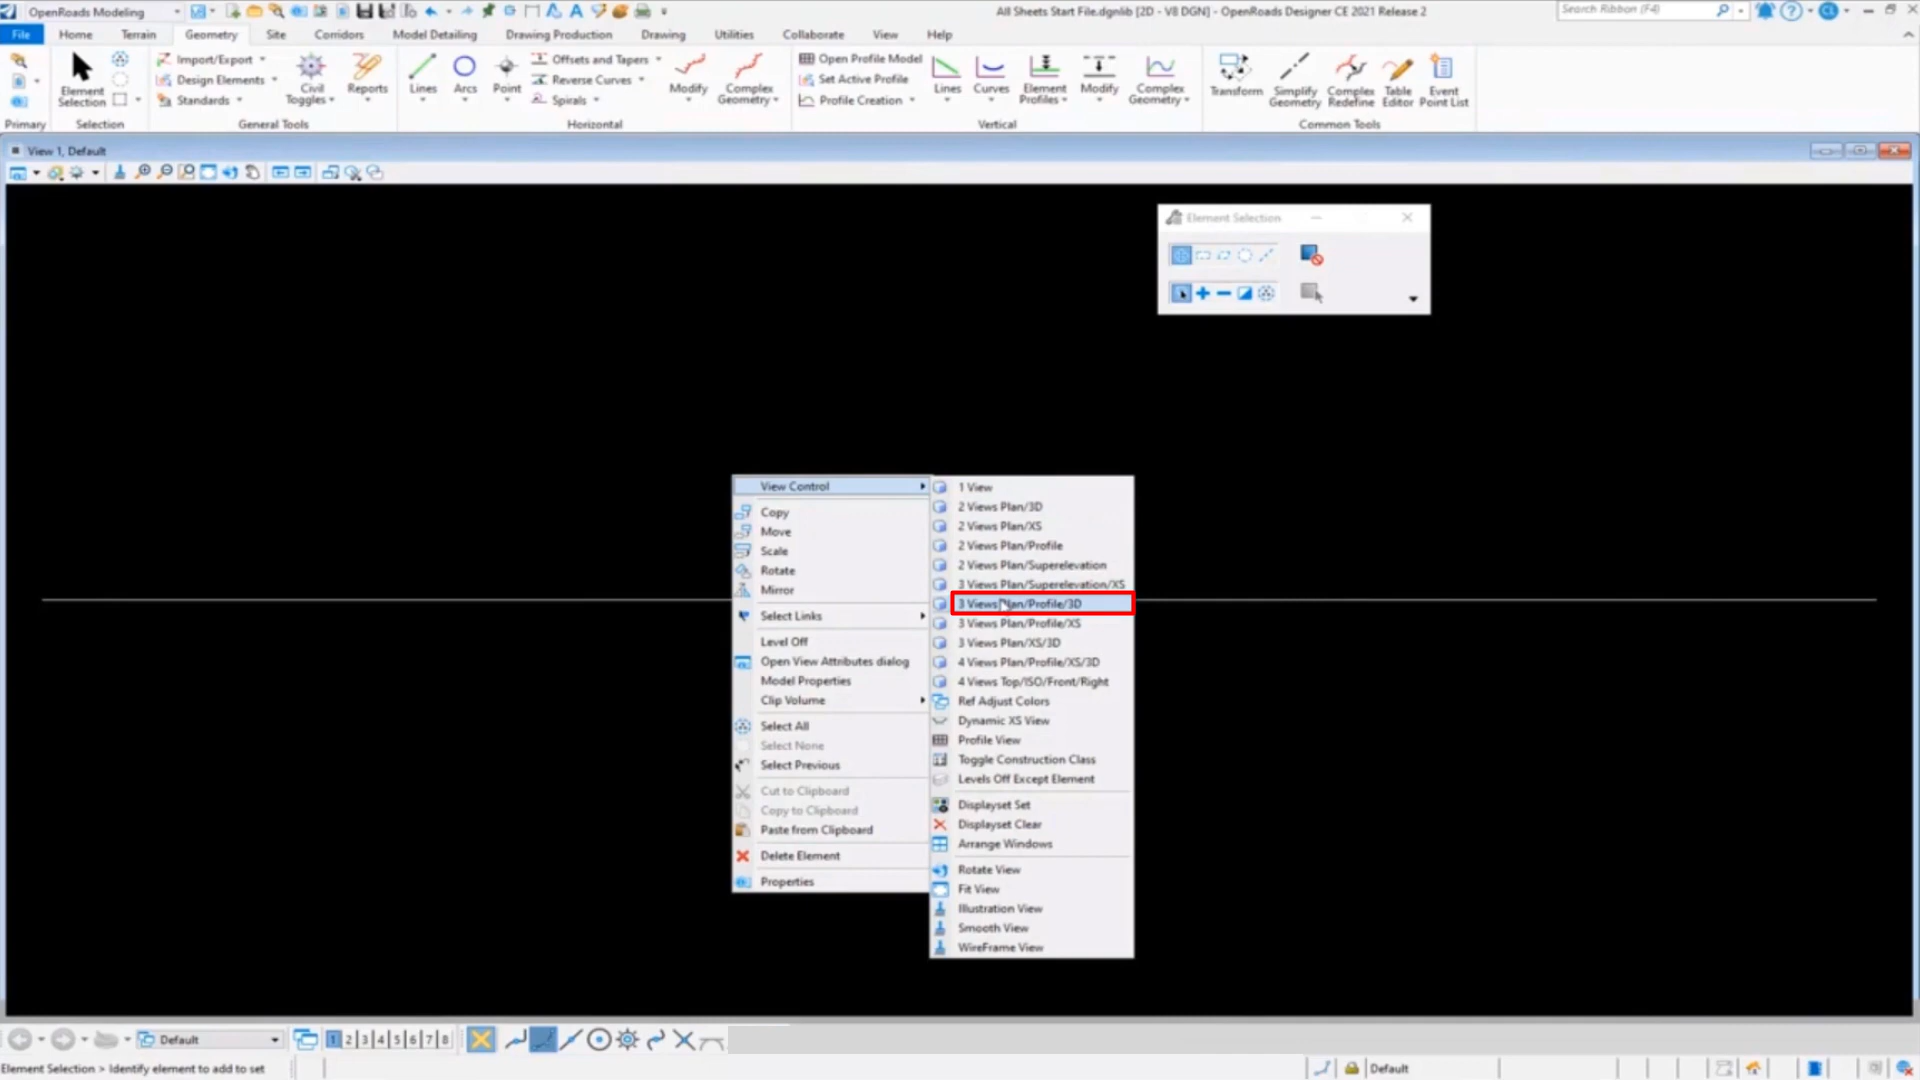 OpenRoads Modeling
All Sheets Start File.dgnlib [2D - V8 DGN] - OpenRoads Designer CE 2021 Release 2
Search Ribbon (F4)
CL
File Home Terrain Geometry Site Corridors Model Detailing Drawing Production Drawing Utilities Collaborate View Help
Element Selection
Import/Export
Design Elements
Standards
Civil Toggles
Reports
Lines
Arcs
Point
Offsets and Tapers
Reverse Curves
Spirals
Modify
Complex Geometry
Open Profile Model
Set Active Profile
Profile Creation
Lines
Curves
Element Profiles
Modify
Complex Geometry
Transform
Simplify Geometry
Complex Redefine
Table Editor
Event Point List
Primary Selection General Tools Horizontal Vertical Common Tools
View 1, Default
Element Selection
View Control
Copy
Move
Scale
Rotate
Mirror
Select Links
Level Off
Open View Attributes dialog
Model Properties
Clip Volume
Select All
Select None
Select Previous
Cut to Clipboard
Copy to Clipboard
Paste from Clipboard
Delete Element
Properties
1 View
2 Views Plan/3D
2 Views Plan/XS
2 Views Plan/Profile
2 Views Plan/Superelevation
3 Views Plan/Superelevation/XS
3 Views Plan/Profile/3D
3 Views Plan/Profile/XS
3 Views Plan/XS/3D
4 Views Plan/Profile/XS/3D
4 Views Top/ISO/Front/Right
Ref Adjust Colors
Dynamic XS View
Profile View
Toggle Construction Class
Levels Off Except Element
Displayset Set
Displayset Clear
Arrange Windows
Rotate View
Fit View
Illustration View
Smooth View
WireFrame View
Default
1 2 3 4 5 6 7 8
Element Selection > Identify element to add to set
Default